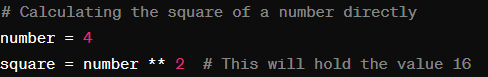 # Calculating the square of a number directly
number = 4
square = number ** 2  # This will hold the value 16